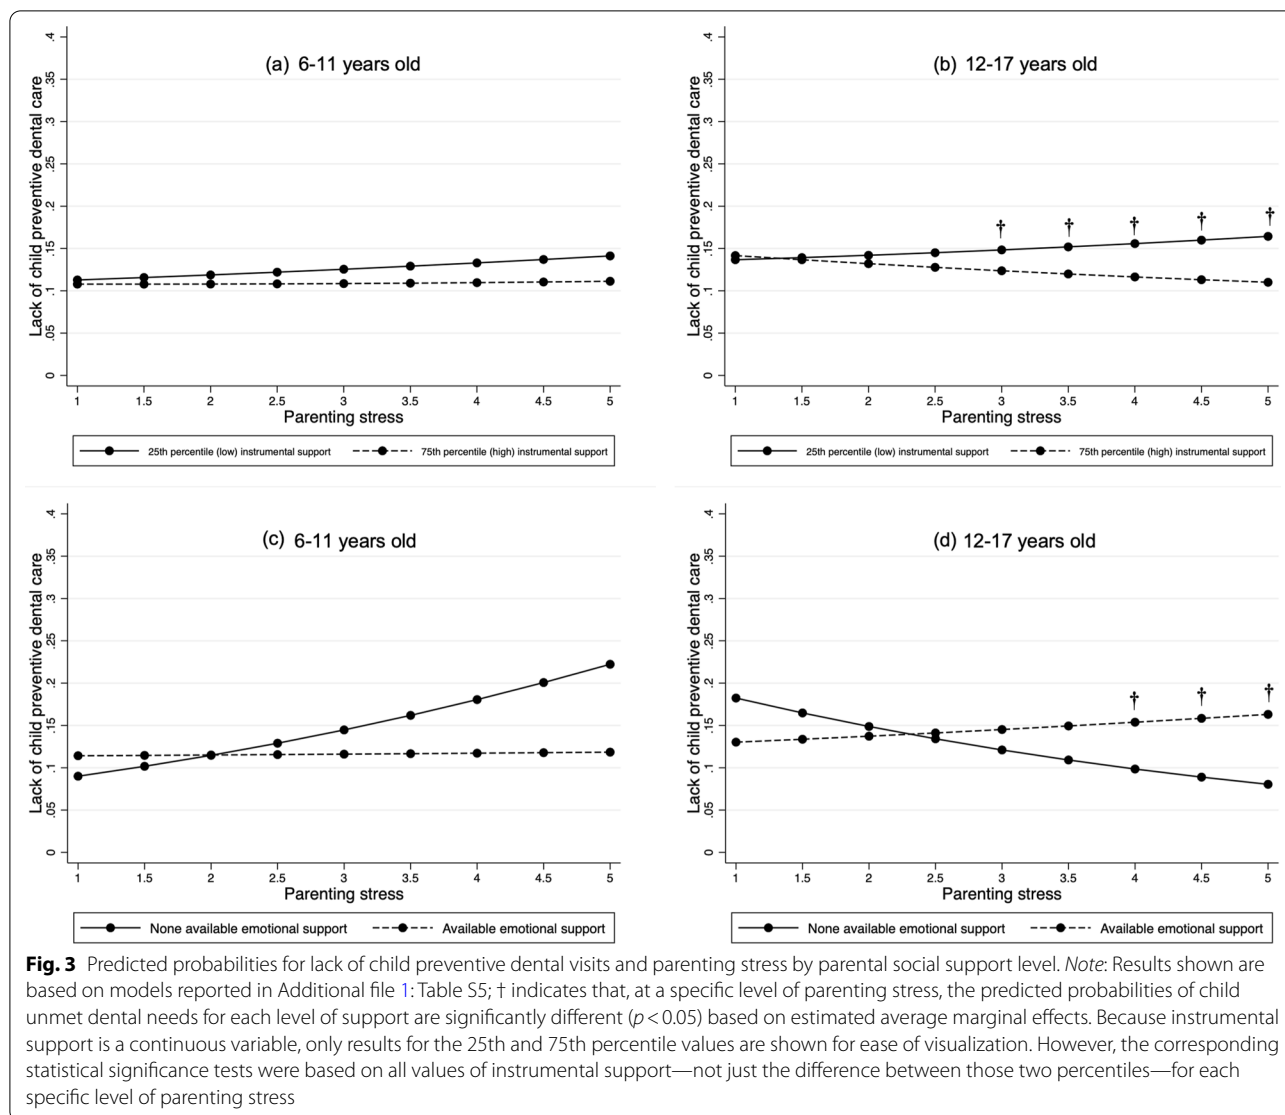 (a) 6-11 years old
Lack of child preventive dental care
.4
.35
.3
.25
.2
.15
.1
.05
0
1 1.5 2 2.5 3 3.5 4 4.5 5
Parenting stress
25th percentile (low) instrumental support 75th percentile (high) instrumental support
(b) 12-17 years old
Lack of child preventive dental care
.4
.35
.3
.25
.2
.15
.1
.05
0
† † † † †
1 1.5 2 2.5 3 3.5 4 4.5 5
Parenting stress
25th percentile (low) instrumental support 75th percentile (high) instrumental support
(c) 6-11 years old
Lack of child preventive dental care
.4
.35
.3
.25
.2
.15
.1
.05
0
1 1.5 2 2.5 3 3.5 4 4.5 5
Parenting stress
None available emotional support Available emotional support
(d) 12-17 years old
Lack of child preventive dental care
.4
.35
.3
.25
.2
.15
.1
.05
0
† † †
1 1.5 2 2.5 3 3.5 4 4.5 5
Parenting stress
None available emotional support Available emotional support
Fig. 3 Predicted probabilities for lack of child preventive dental visits and parenting stress by parental social support level. Note: Results shown are
based on models reported in Additional file 1: Table S5; † indicates that, at a specific level of parenting stress, the predicted probabilities of child
unmet dental needs for each level of support are significantly different (p < 0.05) based on estimated average marginal effects. Because instrumental
support is a continuous variable, only results for the 25th and 75th percentile values are shown for ease of visualization. However, the corresponding
statistical significance tests were based on all values of instrumental support—not just the difference between those two percentiles—for each
specific level of parenting stress